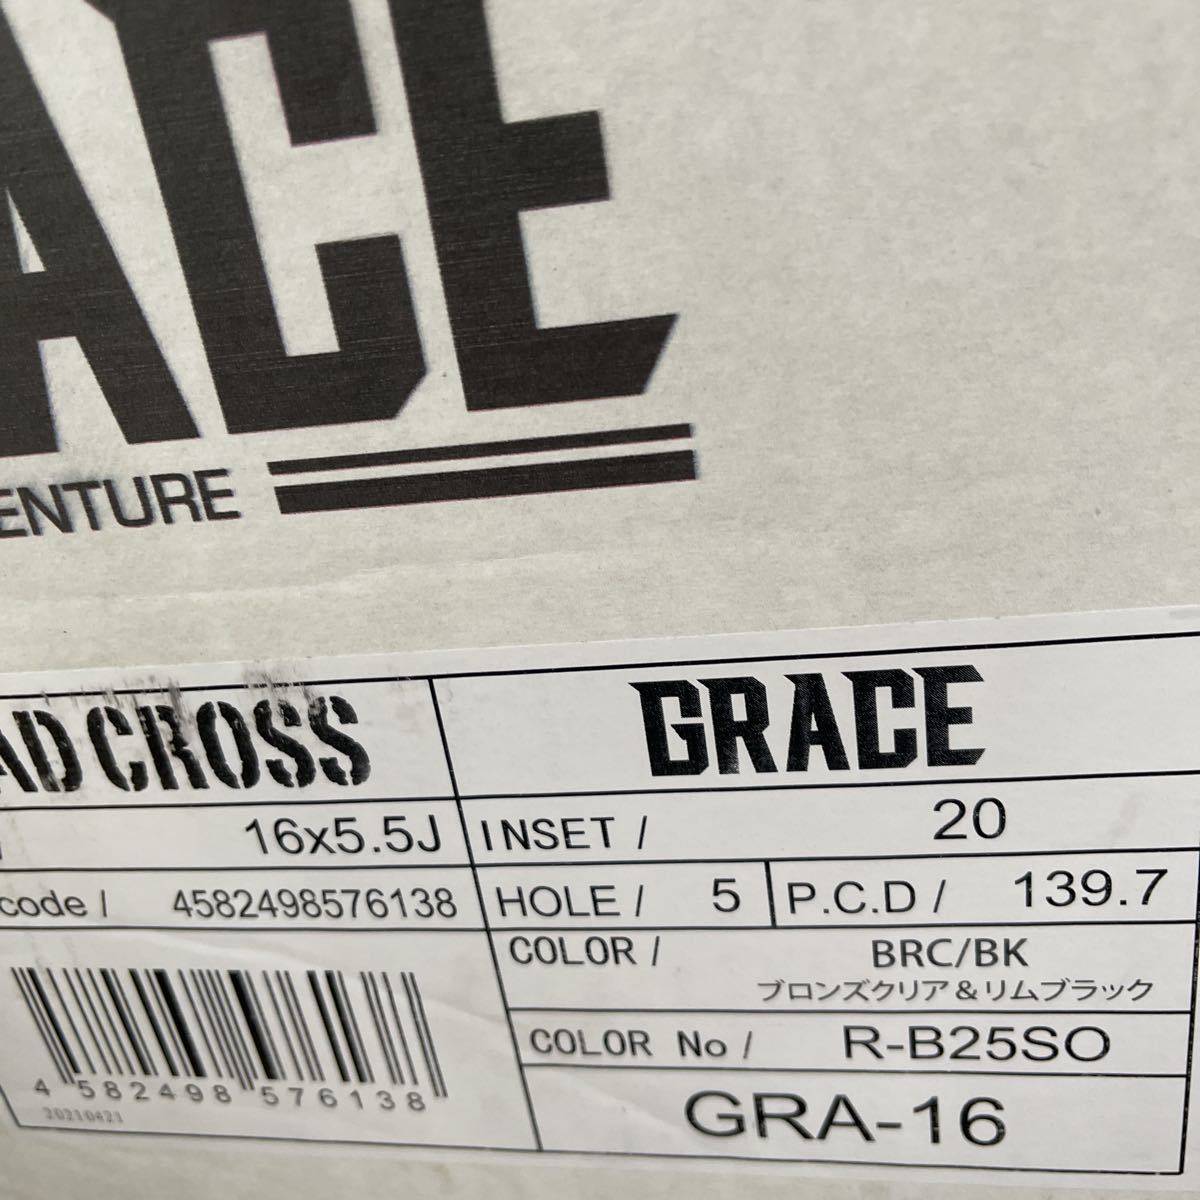 ACE
ENTURE
AD CROSS
GRACE
16x5.5J
INSET / 20
code / 4582498576138
HOLE / 5
P.C.D / 139.7
COLOR / BRC/BK
ブロンズクリア＆リムブラック
COLOR No / R-B25SO
4 582498 576138
20210421
GRA-16